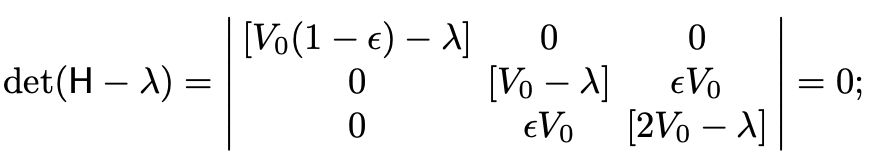 det(H − λ) = | [V₀(1 − ϵ) − λ] 0 0 |
| 0 [V₀ − λ] ϵV₀ | = 0;
| 0 ϵV₀ [2V₀ − λ] |